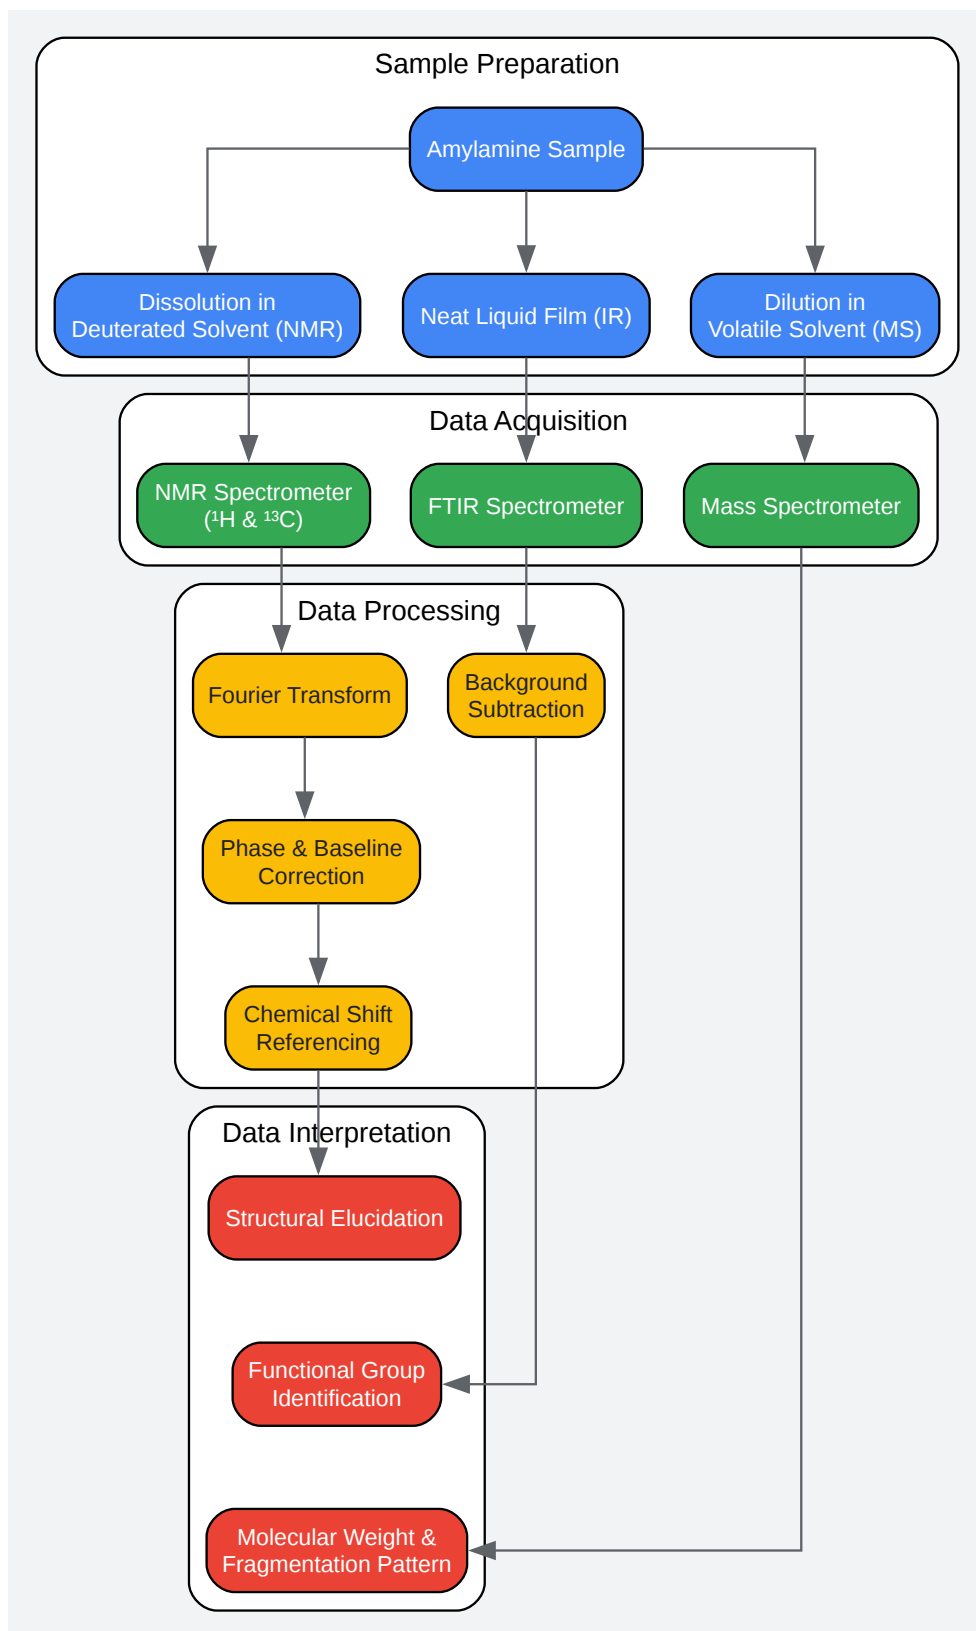 Sample Preparation
Amylamine Sample
Dissolution in
Deuterated Solvent (NMR)
Neat Liquid Film (IR)
Dilution in
Volatile Solvent (MS)
Data Acquisition
NMR Spectrometer
(¹H & ¹³C)
FTIR Spectrometer
Mass Spectrometer
Data Processing
Fourier Transform
Background
Subtraction
Phase & Baseline
Correction
Chemical Shift
Referencing
Data Interpretation
Structural Elucidation
Functional Group
Identification
Molecular Weight &
Fragmentation Pattern